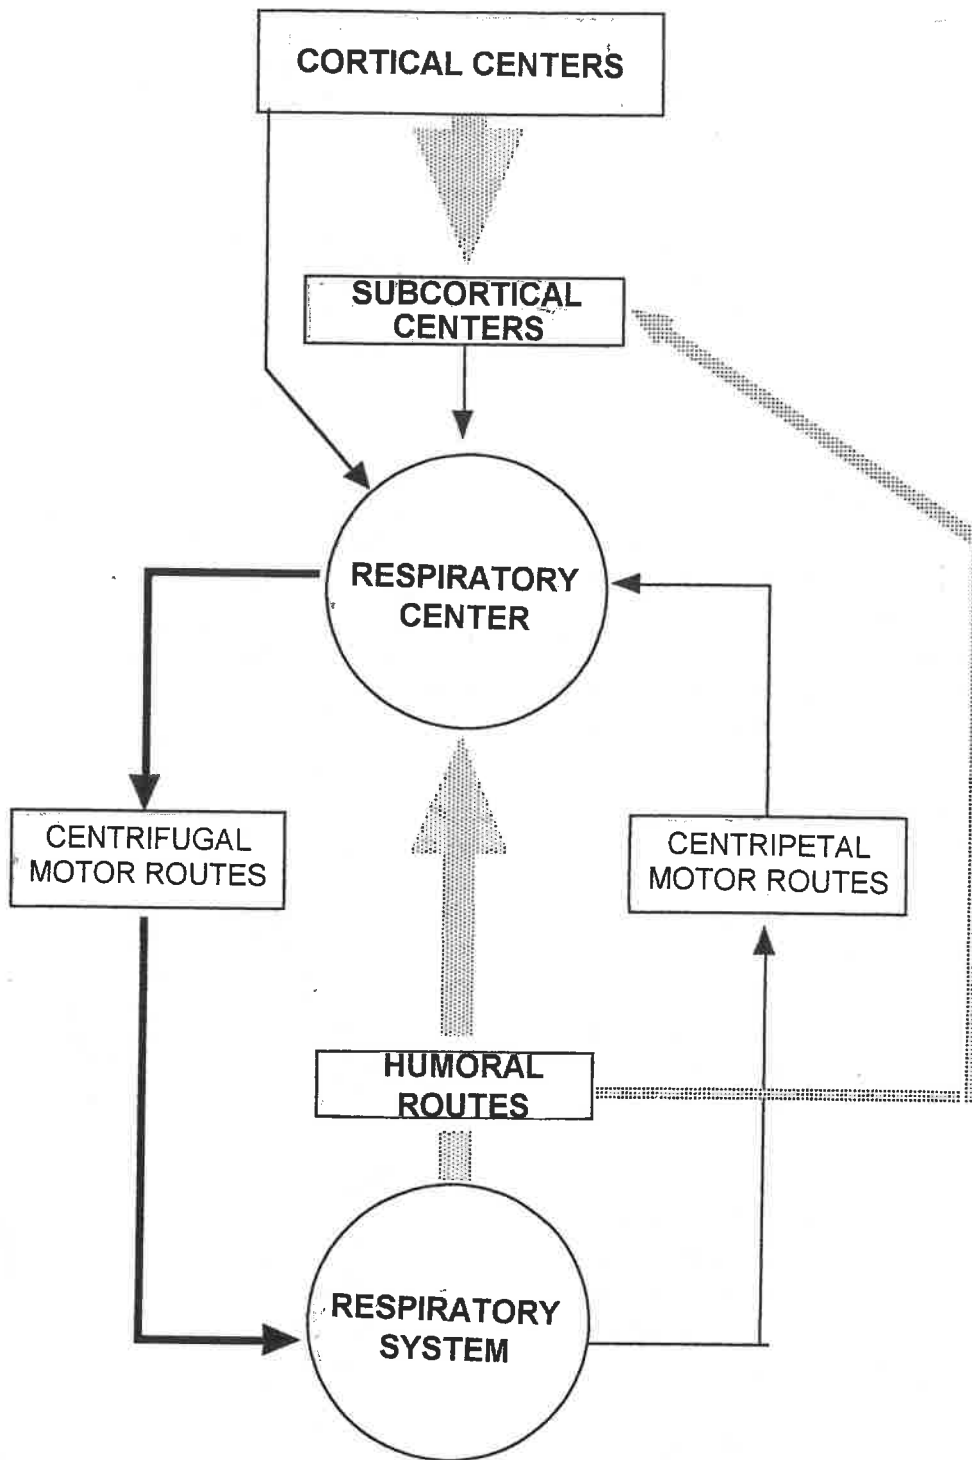 CORTICAL CENTERS
SUBCORTICAL
CENTERS
RESPIRATORY
CENTER
CENTRIFUGAL
MOTOR ROUTES
CENTRIPETAL
MOTOR ROUTES
HUMORAL
ROUTES
RESPIRATORY
SYSTEM